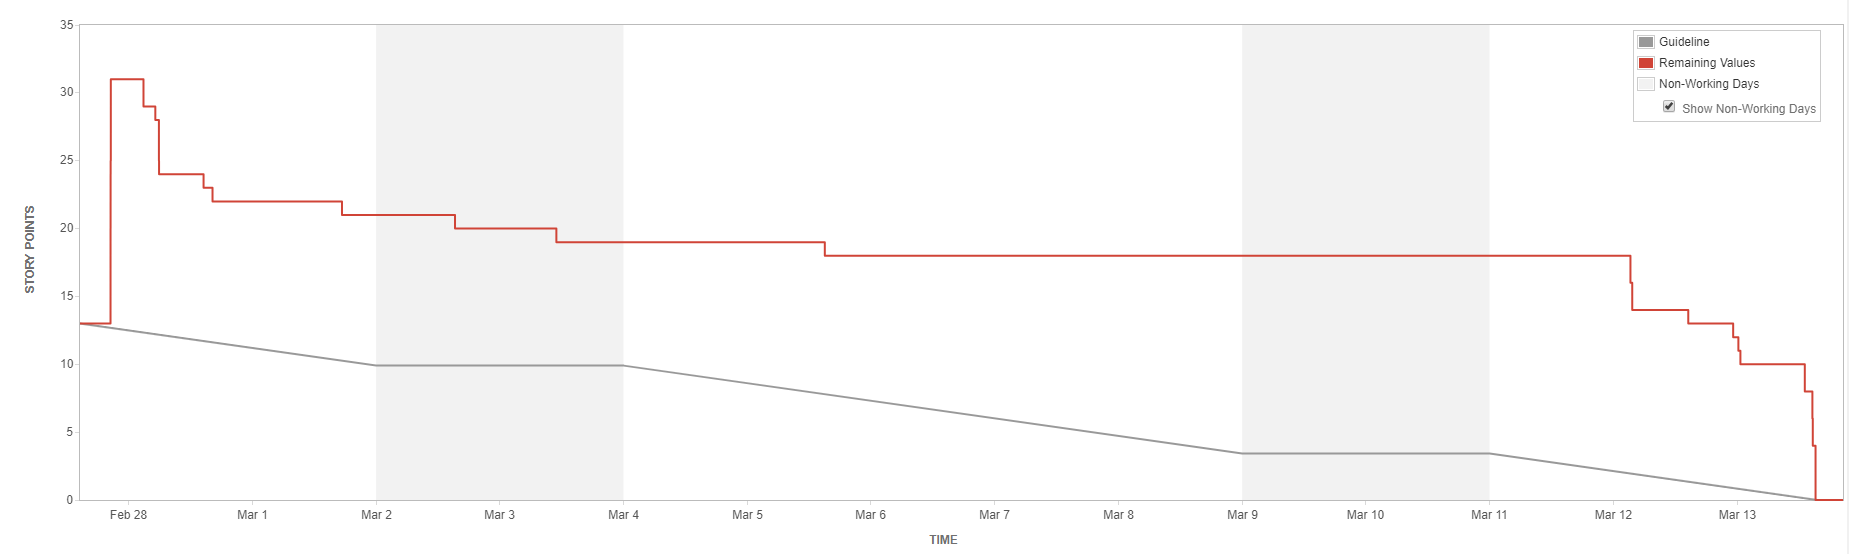 35
30
25
20
15
10
5
0
STORY POINTS
Guideline
Remaining Values
Non-Working Days
Show Non-Working Days
Feb 28 Mar 1 Mar 2 Mar 3 Mar 4 Mar 5 Mar 6 Mar 7 Mar 8 Mar 9 Mar 10 Mar 11 Mar 12 Mar 13
TIME